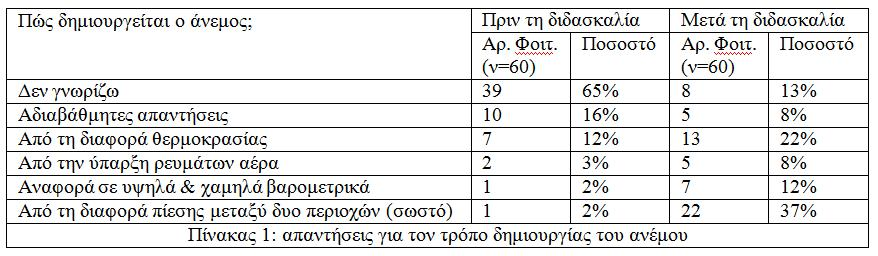 Πώς δημιουργείται ο άνεμος; Πριν τη διδασκαλία Μετά τη διδασκαλία
Αρ. Φοιτ. (ν=60) Ποσοστό Αρ. Φοιτ. (ν=60) Ποσοστό
Δεν γνωρίζω 39 65% 8 13%
Αδιαβάθμητες απαντήσεις 10 16% 5 8%
Από τη διαφορά θερμοκρασίας 7 12% 13 22%
Από την ύπαρξη ρευμάτων αέρα 2 3% 5 8%
Αναφορά σε υψηλά & χαμηλά βαρομετρικά 1 2% 7 12%
Από τη διαφορά πίεσης μεταξύ δυο περιοχών (σωστό) 1 2% 22 37%
Πίνακας 1: απαντήσεις για τον τρόπο δημιουργίας του ανέμου